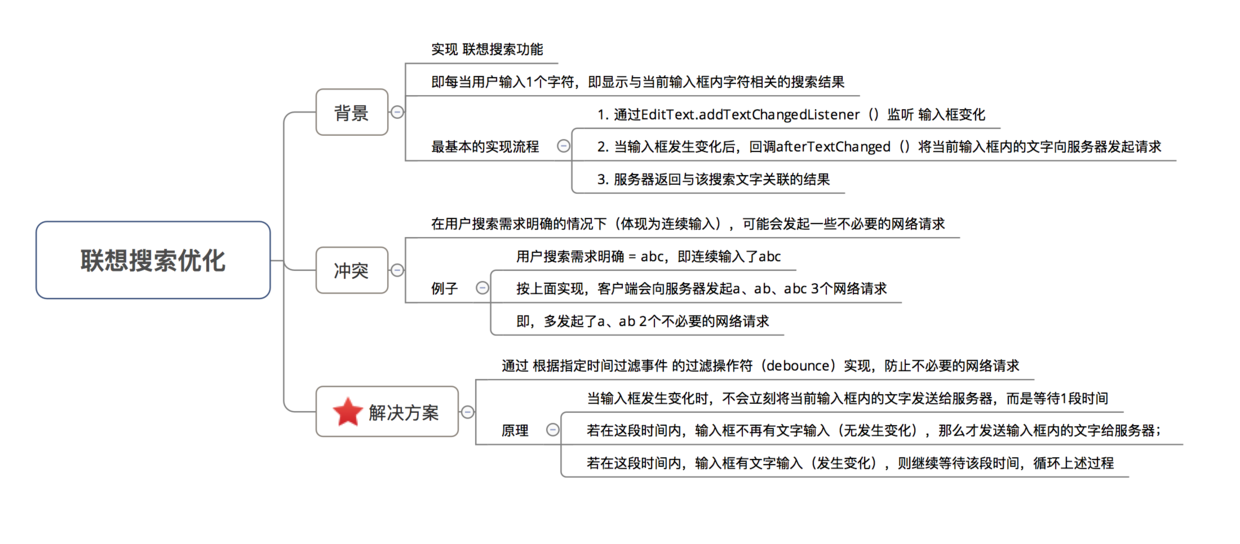 联想搜索优化
背景
实现 联想搜索功能
即每当用户输入1个字符，即显示与当前输入框内字符相关的搜索结果
最基本的实现流程
1. 通过EditText.addTextChangedListener（）监听 输入框变化
2. 当输入框发生变化后，回调afterTextChanged（）将当前输入框内的文字向服务器发起请求
3. 服务器返回与该搜索文字关联的结果
冲突
在用户搜索需求明确的情况下（体现为连续输入），可能会发起一些不必要的网络请求
例子
用户搜索需求明确 = abc，即连续输入了abc
按上面实现，客户端会向服务器发起a、ab、abc 3个网络请求
即，多发起了a、ab 2个不必要的网络请求
解决方案
通过 根据指定时间过滤事件 的过滤操作符（debounce）实现，防止不必要的网络请求
原理
当输入框发生变化时，不会立刻将当前输入框内的文字发送给服务器，而是等待1段时间
若在这段时间内，输入框不再有文字输入（无发生变化），那么才发送输入框内的文字给服务器；
若在这段时间内，输入框有文字输入（发生变化），则继续等待该段时间，循环上述过程